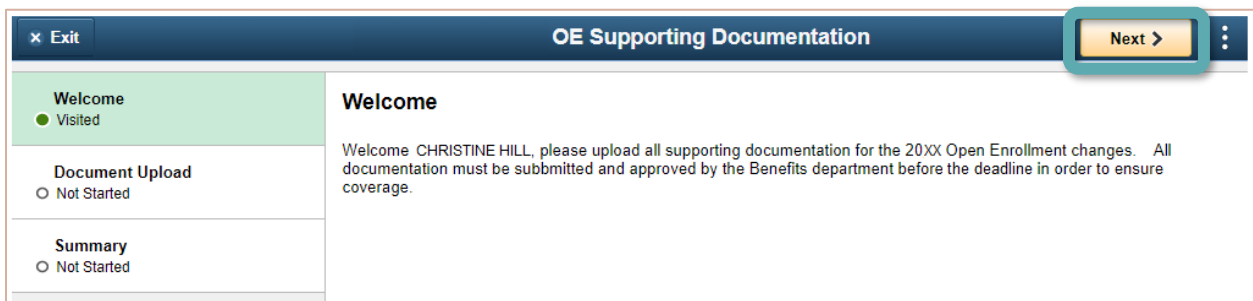 × Exit
OE Supporting Documentation
Next >
Welcome
Visited
Document Upload
Not Started
Summary
Not Started
Welcome
Welcome CHRISTINE HILL, please upload all supporting documentation for the 20XX Open Enrollment changes. All
documentation must be subbmitted and approved by the Benefits department before the deadline in order to ensure
coverage.